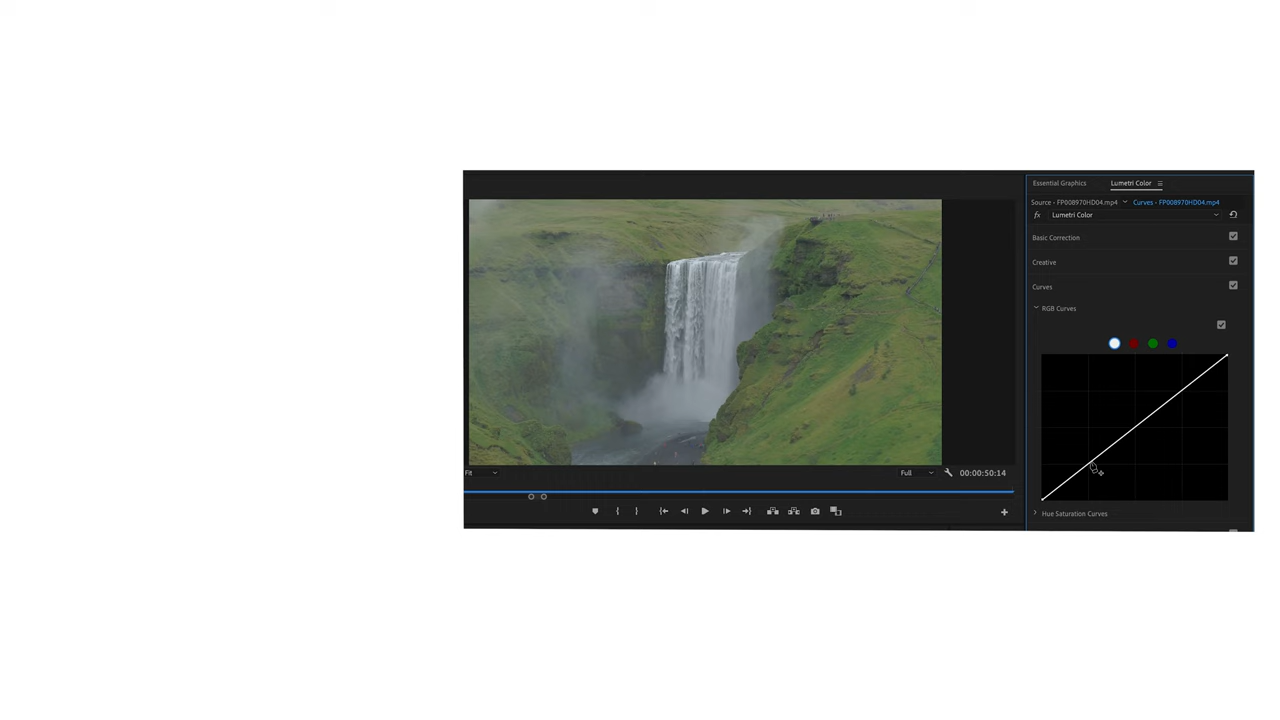 Essential Graphics Lumetri Color
Source - FP008970HD04.mp4 Curves - FP008970HD04.mp4
fx Lumetri Color
Basic Correction
Creative
Curves
RGB Curves
Hue Saturation Curves
Fit Full 00:00:50:14